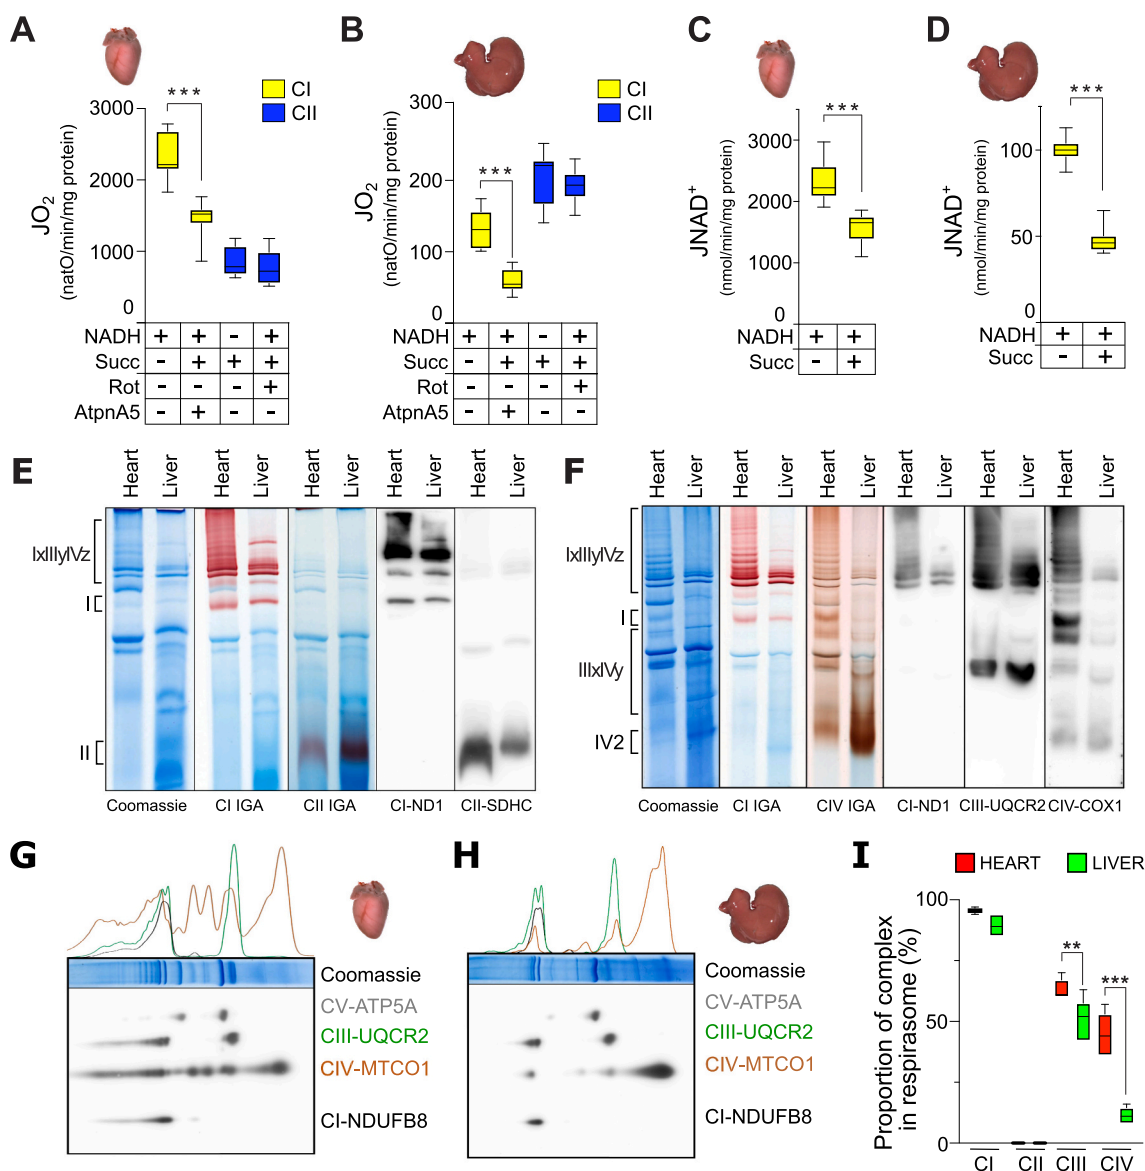 A
B
C
D
***
CI
CII
3000
2000
1000
0
JO2
(natO/min/mg protein)
NADH + + - +
Succ - + + +
Rot - - - +
AtpnA5 - + - -
***
CI
CII
300
200
100
0
JO2
(natO/min/mg protein)
NADH + + - +
Succ - + + +
Rot - - - +
AtpnA5 - + - -
***
3000
2000
1000
0
JNAD+
(nmol/min/mg protein)
NADH + +
Succ - +
***
100
50
0
JNAD+
(nmol/min/mg protein)
NADH + +
Succ - +
E
Heart Liver Heart Liver Heart Liver Heart Liver Heart Liver
IxIIIyIVz
I
II
Coomassie CI IGA CII IGA CI-ND1 CII-SDHC
F
Heart Liver Heart Liver Heart Liver Heart Liver Heart Liver Heart Liver
IxIIIyIVz
I
IIIxIVy
IV2
Coomassie CI IGA CIV IGA CI-ND1 CIII-UQCR2 CIV-COX1
G
Coomassie
CV-ATP5A
CIII-UQCR2
CIV-MTCO1
CI-NDUFB8
H
Coomassie
CV-ATP5A
CIII-UQCR2
CIV-MTCO1
CI-NDUFB8
I
HEART LIVER
Proportion of complex
in respirasome (%)
100
50
0
**
***
CI CII CIII CIV